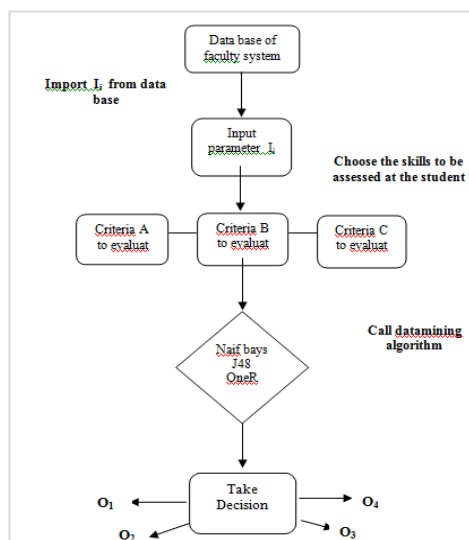 Data base of
faculty system
Import Ii from data
base
Input
parameter Ii
Choose the skills to be
assessed at the student
Criteria A
to evaluat
Criteria B
to evaluat
Criteria C
to evaluat
Call datamining
algorithm
Naif bays
J48
OneR
Take
Decision
O1
O4
O2
O3